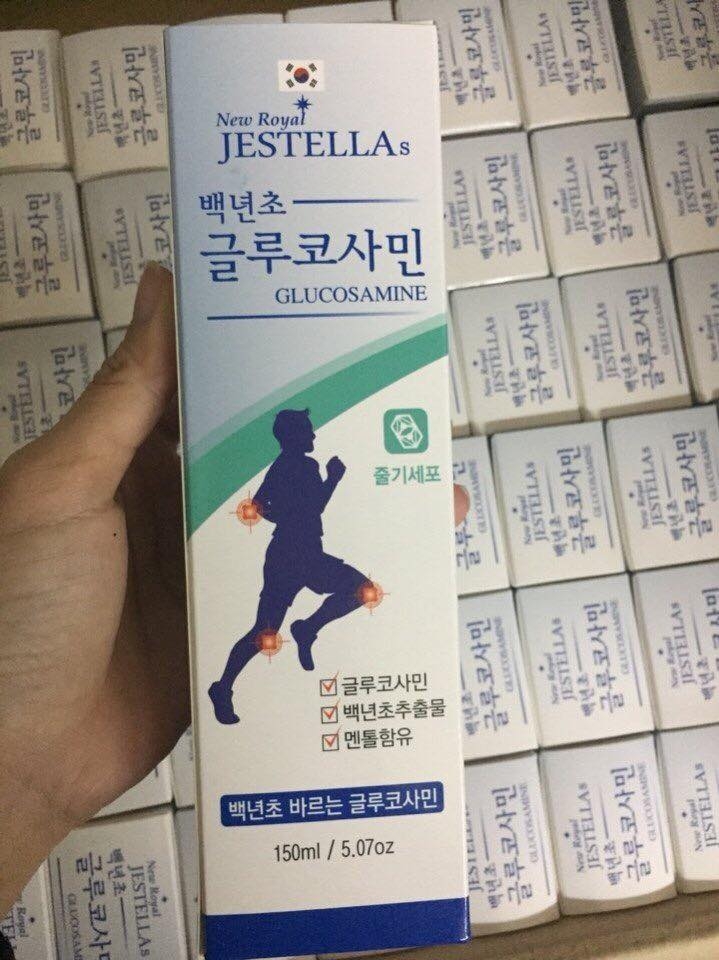 New Royal
JESTELLAS
백년초
글루코사민
GLUCOSAMINE
줄기세포
글루코사민
백년초추출물
멘톨함유
백년초 바르는 글루코사민
150ml / 5.07oz